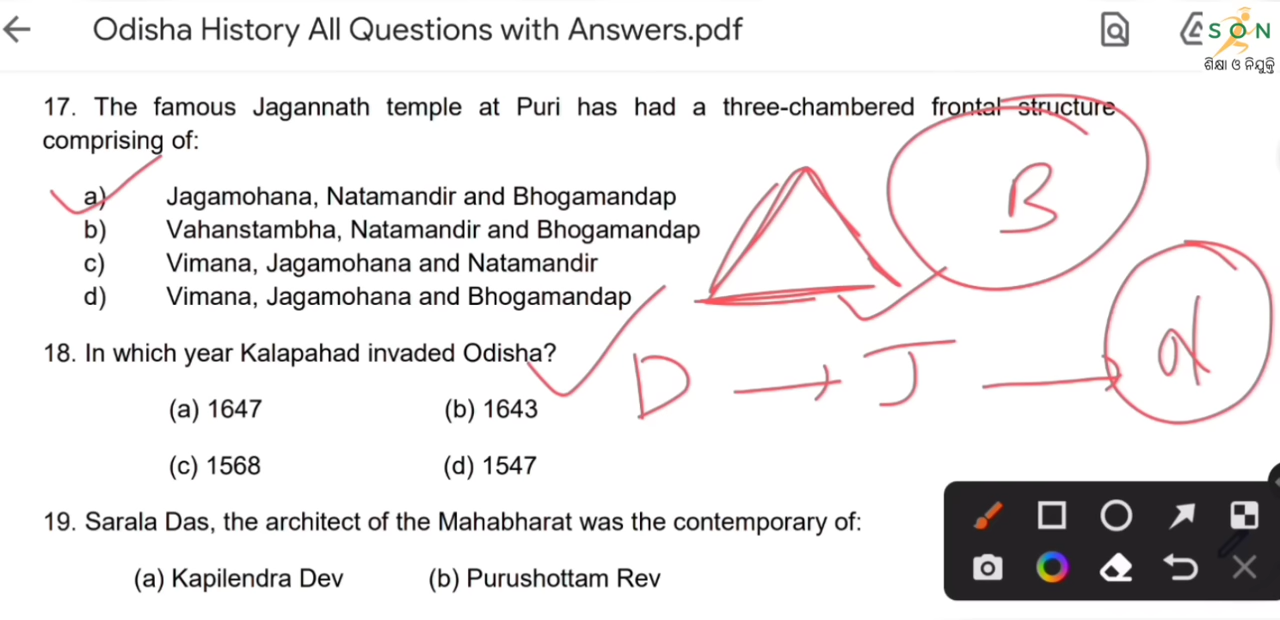 Odisha History All Questions with Answers.pdf
SON
ଶିକ୍ଷା ଓ ନିଯୁକ୍ତି
17. The famous Jagannath temple at Puri has had a three-chambered frontal structure
comprising of:
a) Jagamohana, Natamandir and Bhogamandap
b) Vahanstambha, Natamandir and Bhogamandap
c) Vimana, Jagamohana and Natamandir
d) Vimana, Jagamohana and Bhogamandap
B
18. In which year Kalapahad invaded Odisha?
D → J →
(a) 1647 (b) 1643
(c) 1568 (d) 1547
19. Sarala Das, the architect of the Mahabharat was the contemporary of:
(a) Kapilendra Dev (b) Purushottam Rev